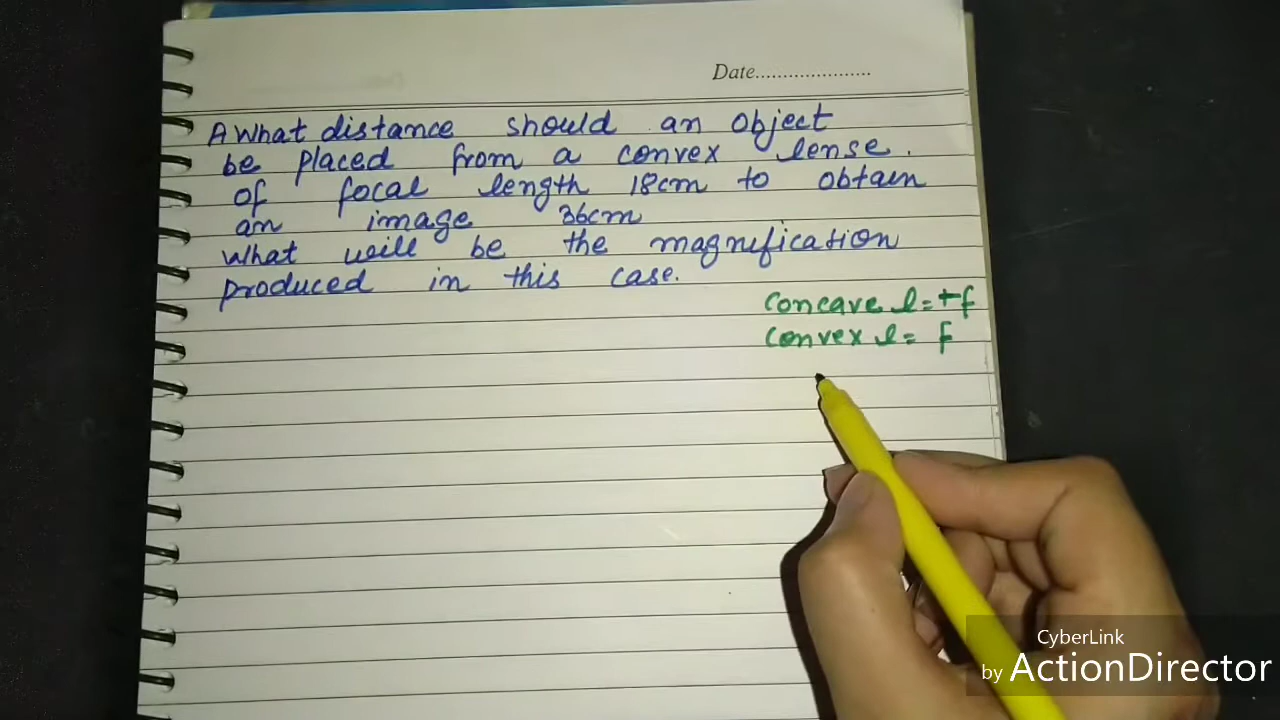 Date.....................
A What distance should an object
be placed from a convex lense.
of focal length 18cm to obtain
an image 36cm
what will be the magnification
produced in this case.
concave l = +f
convex l = f
CyberLink
by ActionDirector